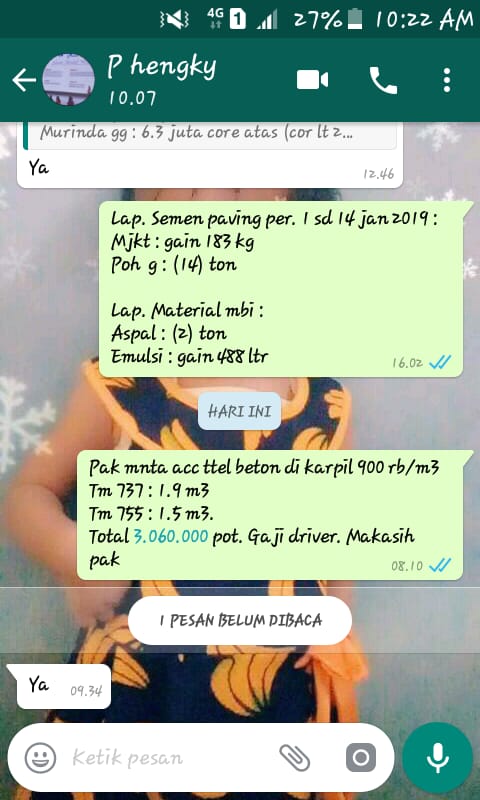 4G 1 27% 10:22 AM
P hengky
10.07
Murinda gg : 6.3 juta core atas (cor lt 2...
Ya 12.46
Lap. Semen paving per. 1 sd 14 jan 2019 :
Mjkt : gain 183 kg
Poh g : (14) ton
Lap. Material mbi :
Aspal : (2) ton
Emulsi : gain 488 ltr
16.02
HARI INI
Pak mnta acc ttel beton di karpil 900 rb/m3
Tm 737 : 1.9 m3
Tm 755 : 1.5 m3.
Total 3.060.000 pot. Gaji driver. Makasih
pak 08.10
1 PESAN BELUM DIBACA
Ya 09.34
Ketik pesan